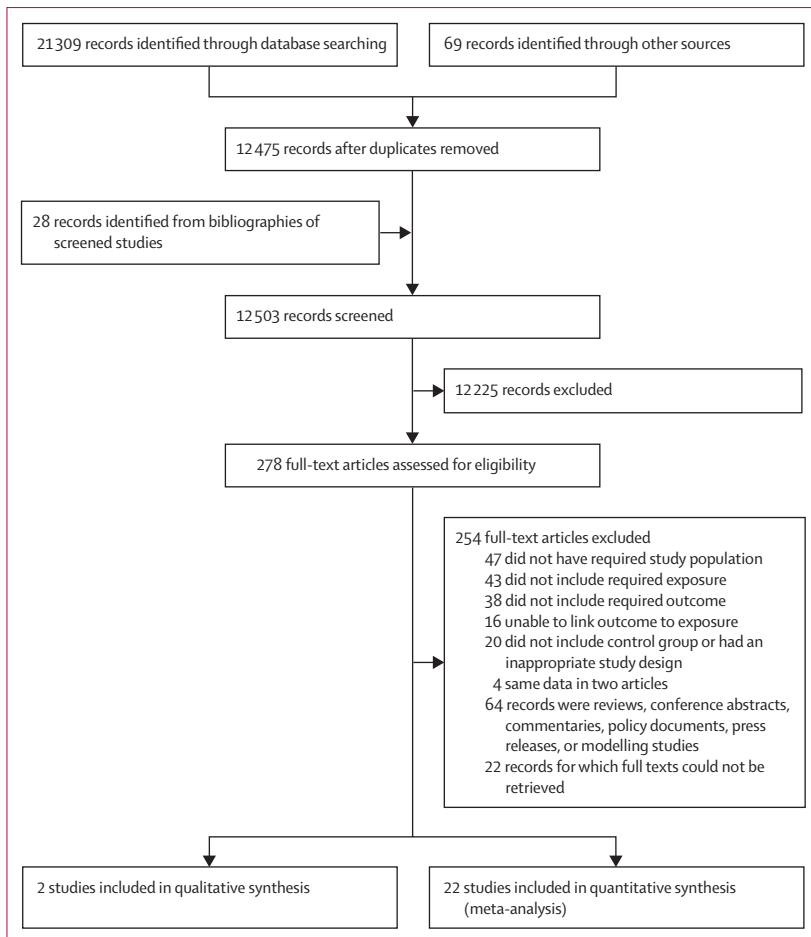 21 309 records identified through database searching
69 records identified through other sources
12 475 records after duplicates removed
28 records identified from bibliographies of
screened studies
12 503 records screened
12 225 records excluded
278 full-text articles assessed for eligibility
254 full-text articles excluded
47 did not have required study population
43 did not include required exposure
38 did not include required outcome
16 unable to link outcome to exposure
20 did not include control group or had an
inappropriate study design
4 same data in two articles
64 records were reviews, conference abstracts,
commentaries, policy documents, press
releases, or modelling studies
22 records for which full texts could not be
retrieved
2 studies included in qualitative synthesis
22 studies included in quantitative synthesis
(meta-analysis)